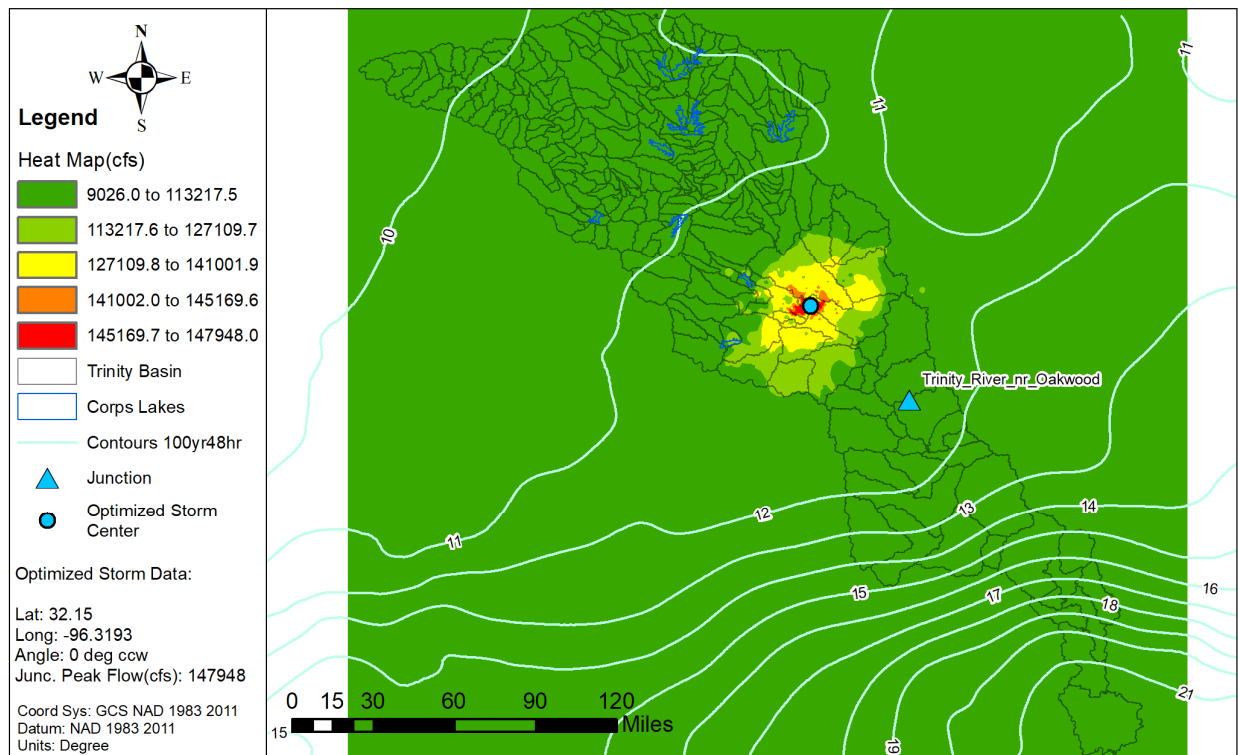 N
W
E
S
Legend
Heat Map(cfs)
9026.0 to 113217.5
113217.6 to 127109.7
127109.8 to 141001.9
141002.0 to 145169.6
145169.7 to 147948.0
Trinity Basin
Corps Lakes
Contours 100yr48hr
Junction
Optimized Storm
Center
Optimized Storm Data:
Lat: 32.15
Long: -96.3193
Angle: 0 deg ccw
Junc. Peak Flow(cfs): 147948
Coord Sys: GCS NAD 1983 2011
Datum: NAD 1983 2011
Units: Degree
11
11
10
Trinity_River_nr_Oakwood
12
13
14
11
15
16
17
18
21
19
15
0 15 30 60 90 120
Miles